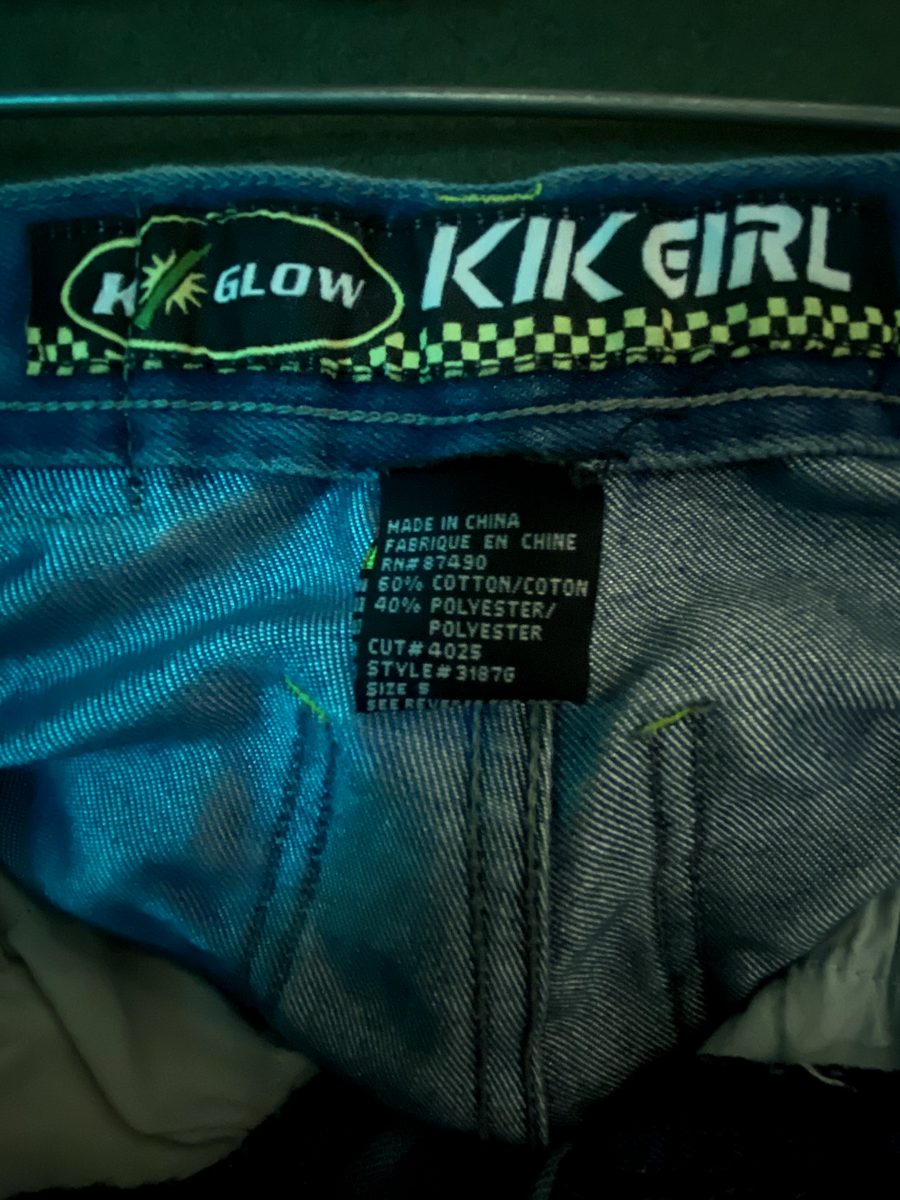 GLOW
KIK GIRL
MADE IN CHINA
FABRIQUE EN CHINE
RN# 87490
60% COTTON/COTON
40% POLYESTER/
POLYESTER
CUT# 4025
STYLE# 3187G
SIZE 5
SEE